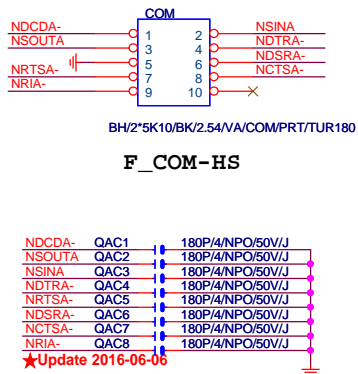 COM
NDCDA- 1 2 NSINA
NSOUTA 3 4 NDTRA-
5 6 NDSRA-
NRTSA- 7 8 NCTSA-
NRIA- 9 10
BH/2*5K10/BK/2.54/VA/COM/PRT/TUR180
F_COM-HS
NDCDA- QAC1 180P/4/NPO/50V/J
NSOUTA QAC2 180P/4/NPO/50V/J
NSINA QAC3 180P/4/NPO/50V/J
NDTRA- QAC4 180P/4/NPO/50V/J
NRTSA- QAC5 180P/4/NPO/50V/J
NDSRA- QAC6 180P/4/NPO/50V/J
NCTSA- QAC7 180P/4/NPO/50V/J
NRIA- QAC8 180P/4/NPO/50V/J
★Update 2016-06-06